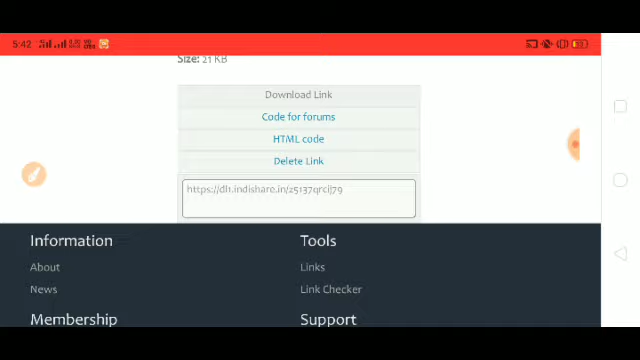 5:42
Size: 21 KB
Download Link
Code for forums
HTML code
Delete Link
https://dl1.indishare.in/25137qrcij79
Information Tools
About Links
News Link Checker
Membership Support